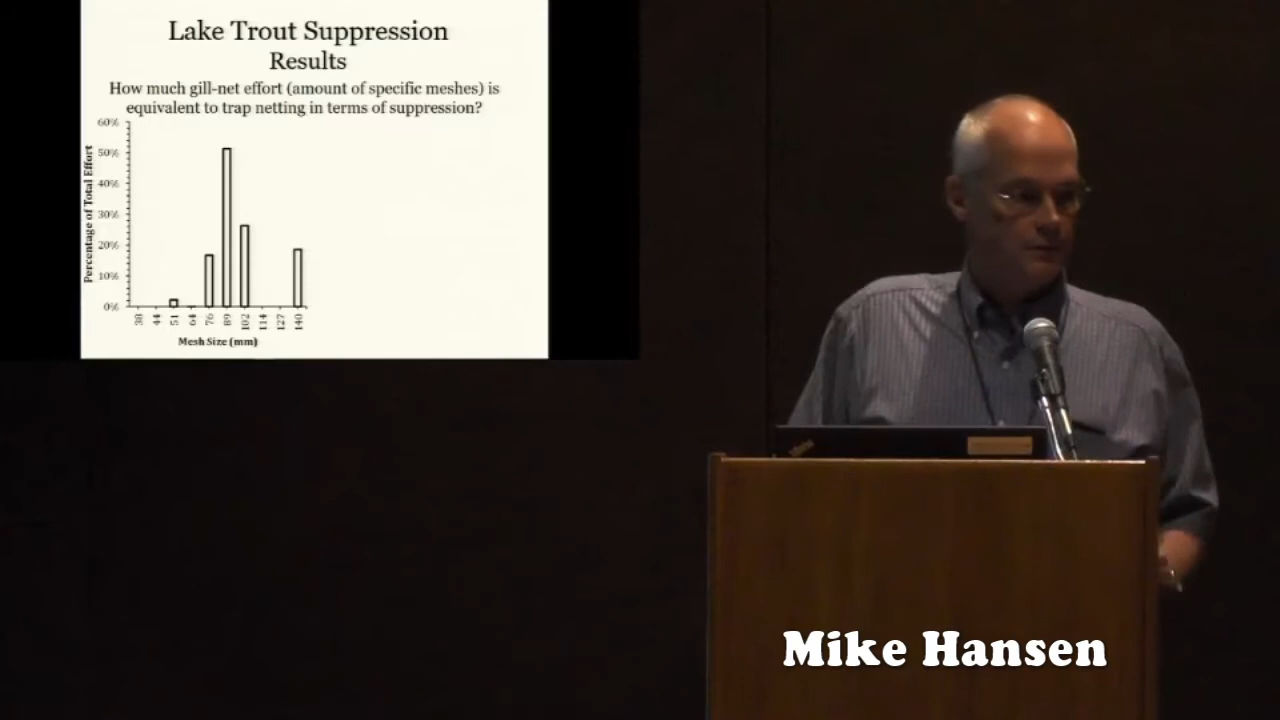 Lake Trout Suppression
Results
How much gill-net effort (amount of specific meshes) is
equivalent to trap netting in terms of suppression?
Percentage of Total Effort
60%
50%
40%
30%
20%
10%
0%
38 44 51 64 76 89 102 114 127 140
Mesh Size (mm)
Mike Hansen